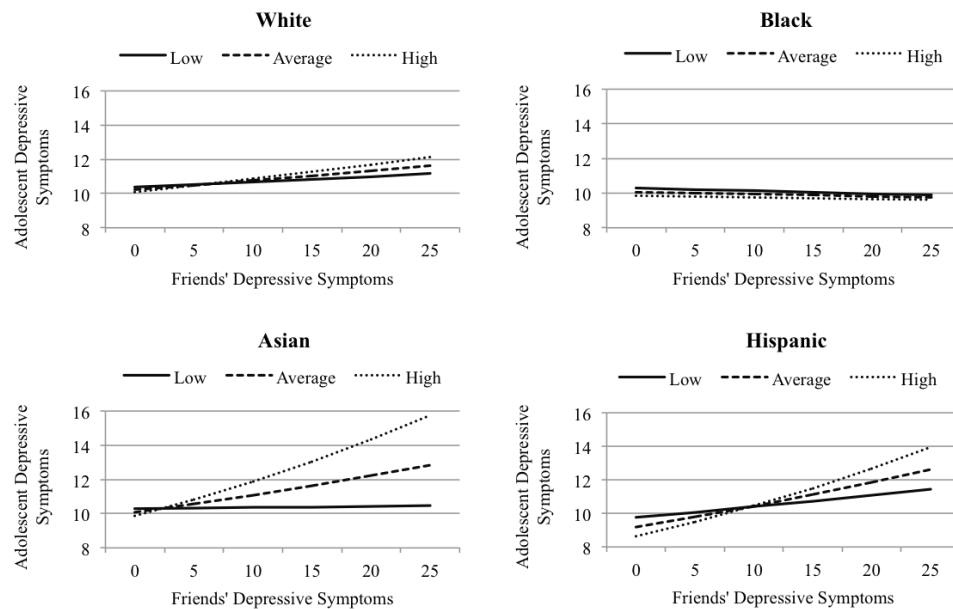 White
Low Average High
Adolescent Depressive
Symptoms
16
14
12
10
8
0 5 10 15 20 25
Friends' Depressive Symptoms
Black
Low Average High
Adolescent Depressive
Symptoms
16
14
12
10
8
0 5 10 15 20 25
Friends' Depressive Symptoms
Asian
Low Average High
Adolescent Depressive
Symptoms
16
14
12
10
8
0 5 10 15 20 25
Friends' Depressive Symptoms
Hispanic
Low Average High
Adolescent Depressive
Symptoms
16
14
12
10
8
0 5 10 15 20 25
Friends' Depressive Symptoms